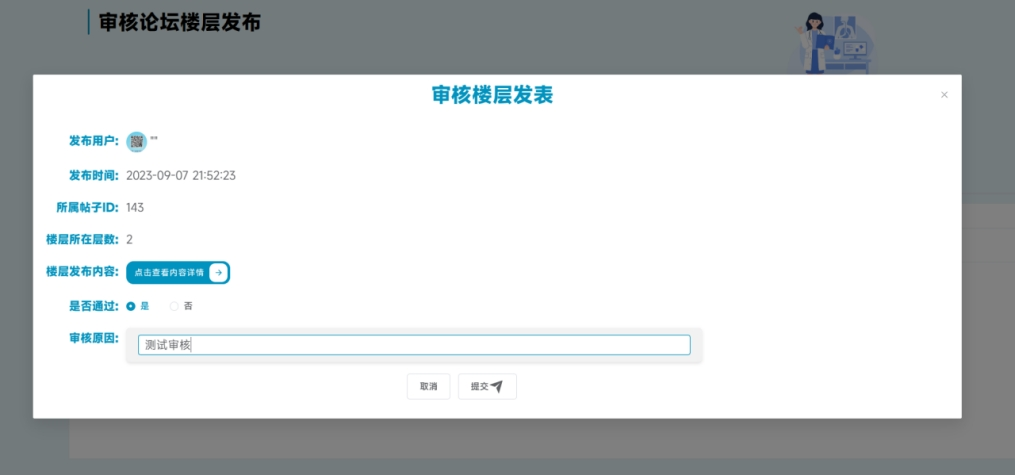 审核论坛楼层发布
审核楼层发表
发布用户:
发布时间: 2023-09-07 21:52:23
所属帖子ID: 143
楼层所在层数: 2
楼层发布内容: 点击查看内容详情
是否通过: 是 否
审核原因: 测试审核
取消 提交